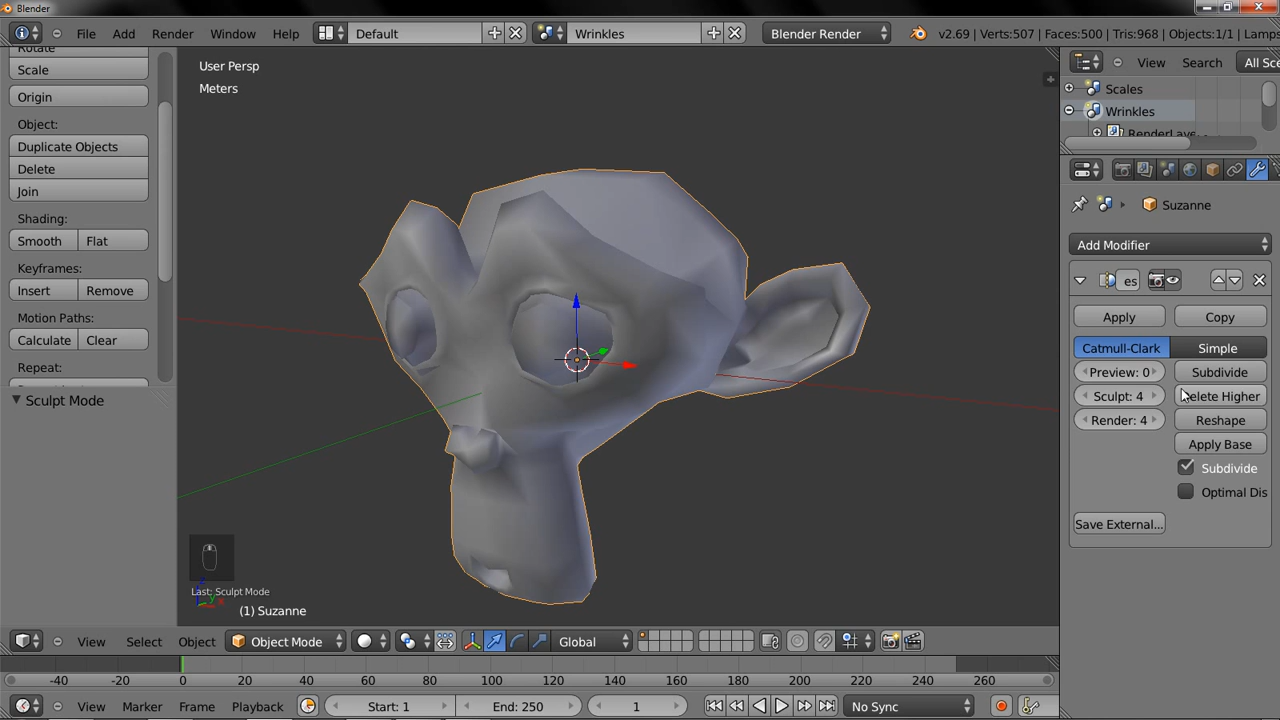 Blender
File Add Render Window Help Default Wrinkles Blender Render v2.69 | Verts:507 | Faces:500 | Tris:968 | Objects:1/1 | Lamps
Scale
Origin
Object:
Duplicate Objects
Delete
Join
Shading:
Smooth Flat
Keyframes:
Insert Remove
Motion Paths:
Calculate Clear
Repeat:
Sculpt Mode
User Persp
Meters
Last: Sculpt Mode
(1) Suzanne
View Search All Sce
Scales
Wrinkles
RenderLaye
Suzanne
Add Modifier
es
Apply Copy
Catmull-Clark Simple
Preview: 0 Subdivide
Sculpt: 4 Delete Higher
Render: 4 Reshape
Apply Base
Subdivide
Optimal Dis
Save External...
View Select Object Object Mode Global
-40 -20 0 20 40 60 80 100 120 140 160 180 200 220 240 260
View Marker Frame Playback Start: 1 End: 250 1 No Sync